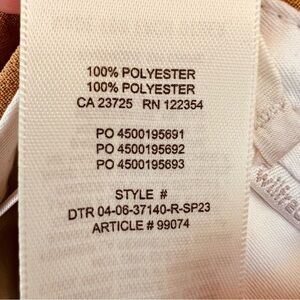 100% POLYESTER
100% POLYESTER
CA 23725 RN 122354
PO 4500195691
PO 4500195692
PO 4500195693
STYLE #
DTR 04-06-37140-R-SP23
ARTICLE # 99074